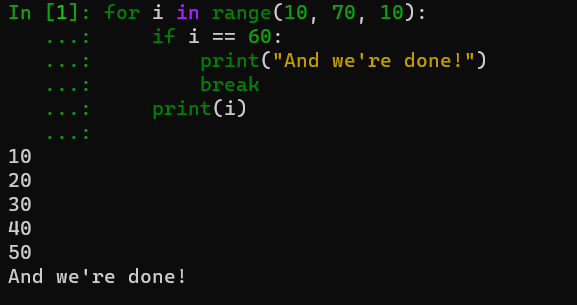 In [1]: for i in range(10, 70, 10):
   ...:     if i == 60:
   ...:         print("And we're done!")
   ...:         break
   ...:     print(i)
   ...:
10
20
30
40
50
And we're done!